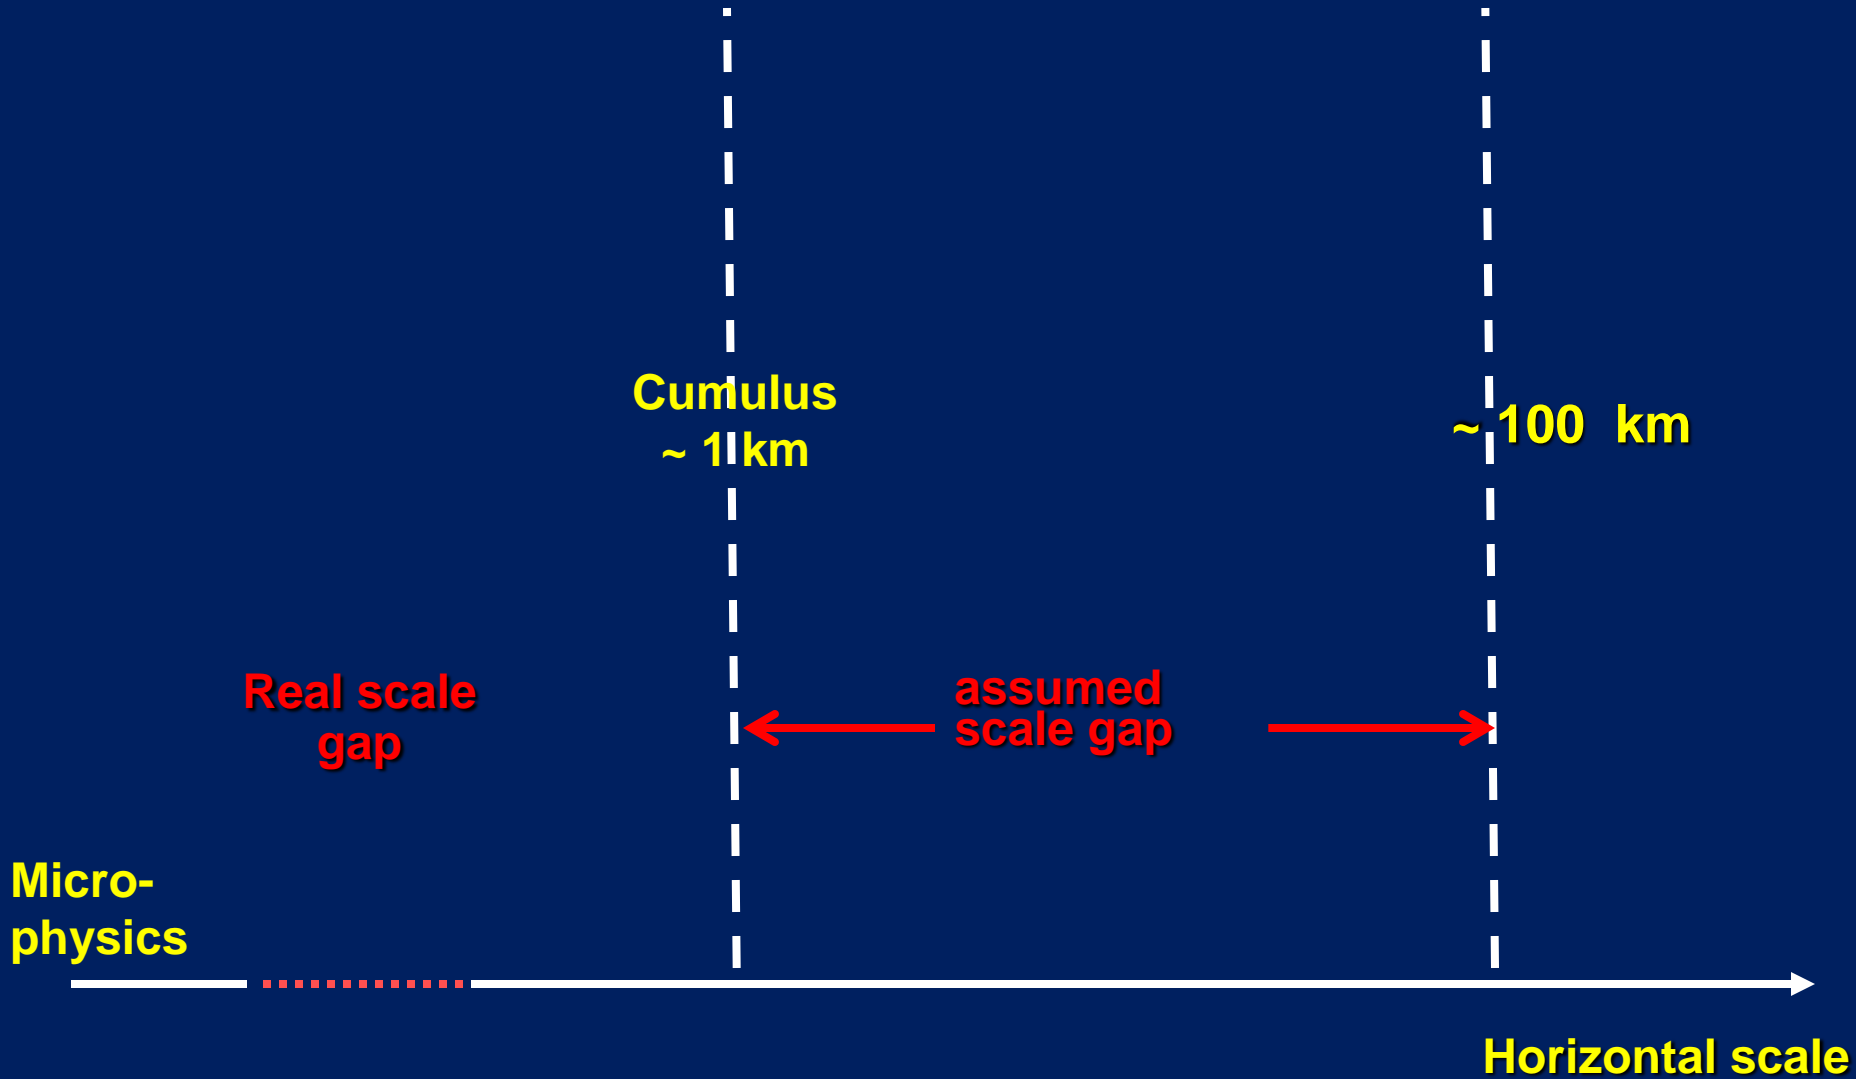 Cumulus
~ 1 km
~ 100 km
Real scale
gap
assumed
scale gap
Micro-
physics
Horizontal scale